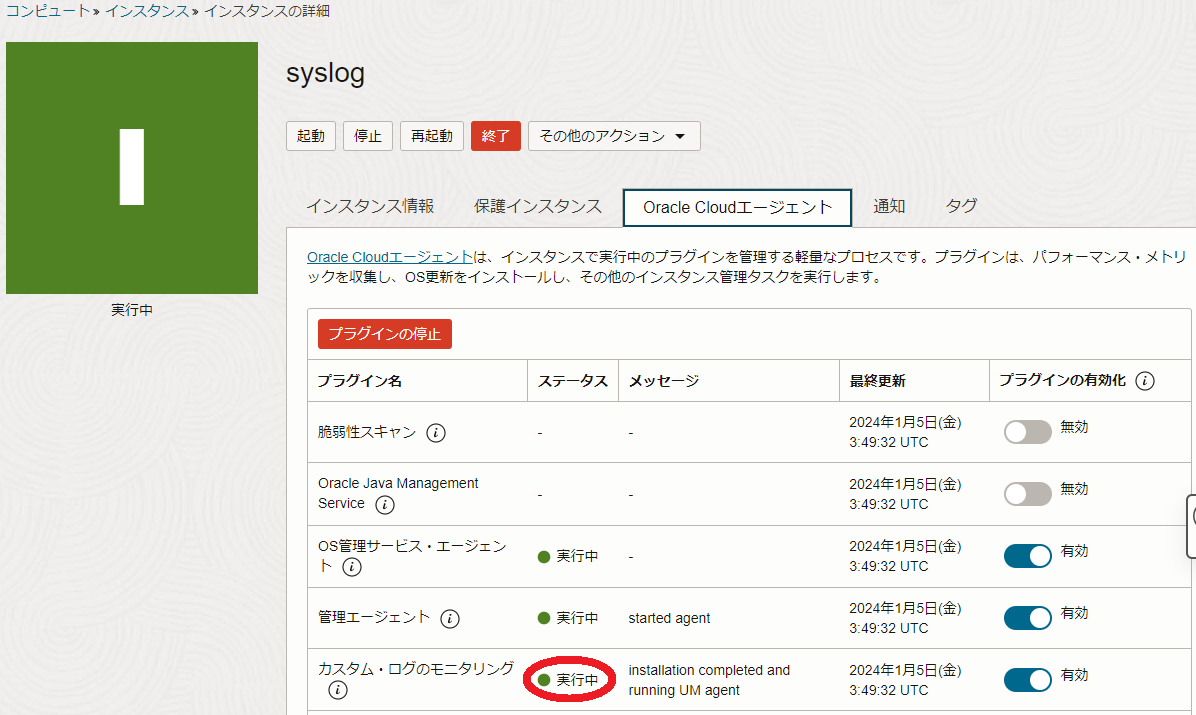 コンピュート » インスタンス » インスタンスの詳細
実行中
syslog
起動 停止 再起動 終了 その他のアクション
インスタンス情報 保護インスタンス Oracle Cloudエージェント 通知 タグ
Oracle Cloudエージェントは、インスタンスで実行中のプラグインを管理する軽量なプロセスです。プラグインは、パフォーマンス・メトリ
ックを収集し、OS更新をインストールし、その他のインスタンス管理タスクを実行します。
プラグインの停止
プラグイン名 ステータス メッセージ 最終更新 プラグインの有効化 i
脆弱性スキャン i - - 2024年1月5日(金) 無効
3:49:32 UTC
Oracle Java Management 2024年1月5日(金) 無効
Service i - - 3:49:32 UTC
OS管理サービス・エージェン 実行中 - 2024年1月5日(金) 有効
ト i 3:49:32 UTC
管理エージェント i 実行中 started agent 2024年1月5日(金) 有効
3:49:32 UTC
カスタム・ログのモニタリング 実行中 installation completed and 2024年1月5日(金) 有効
i running UM agent 3:49:32 UTC